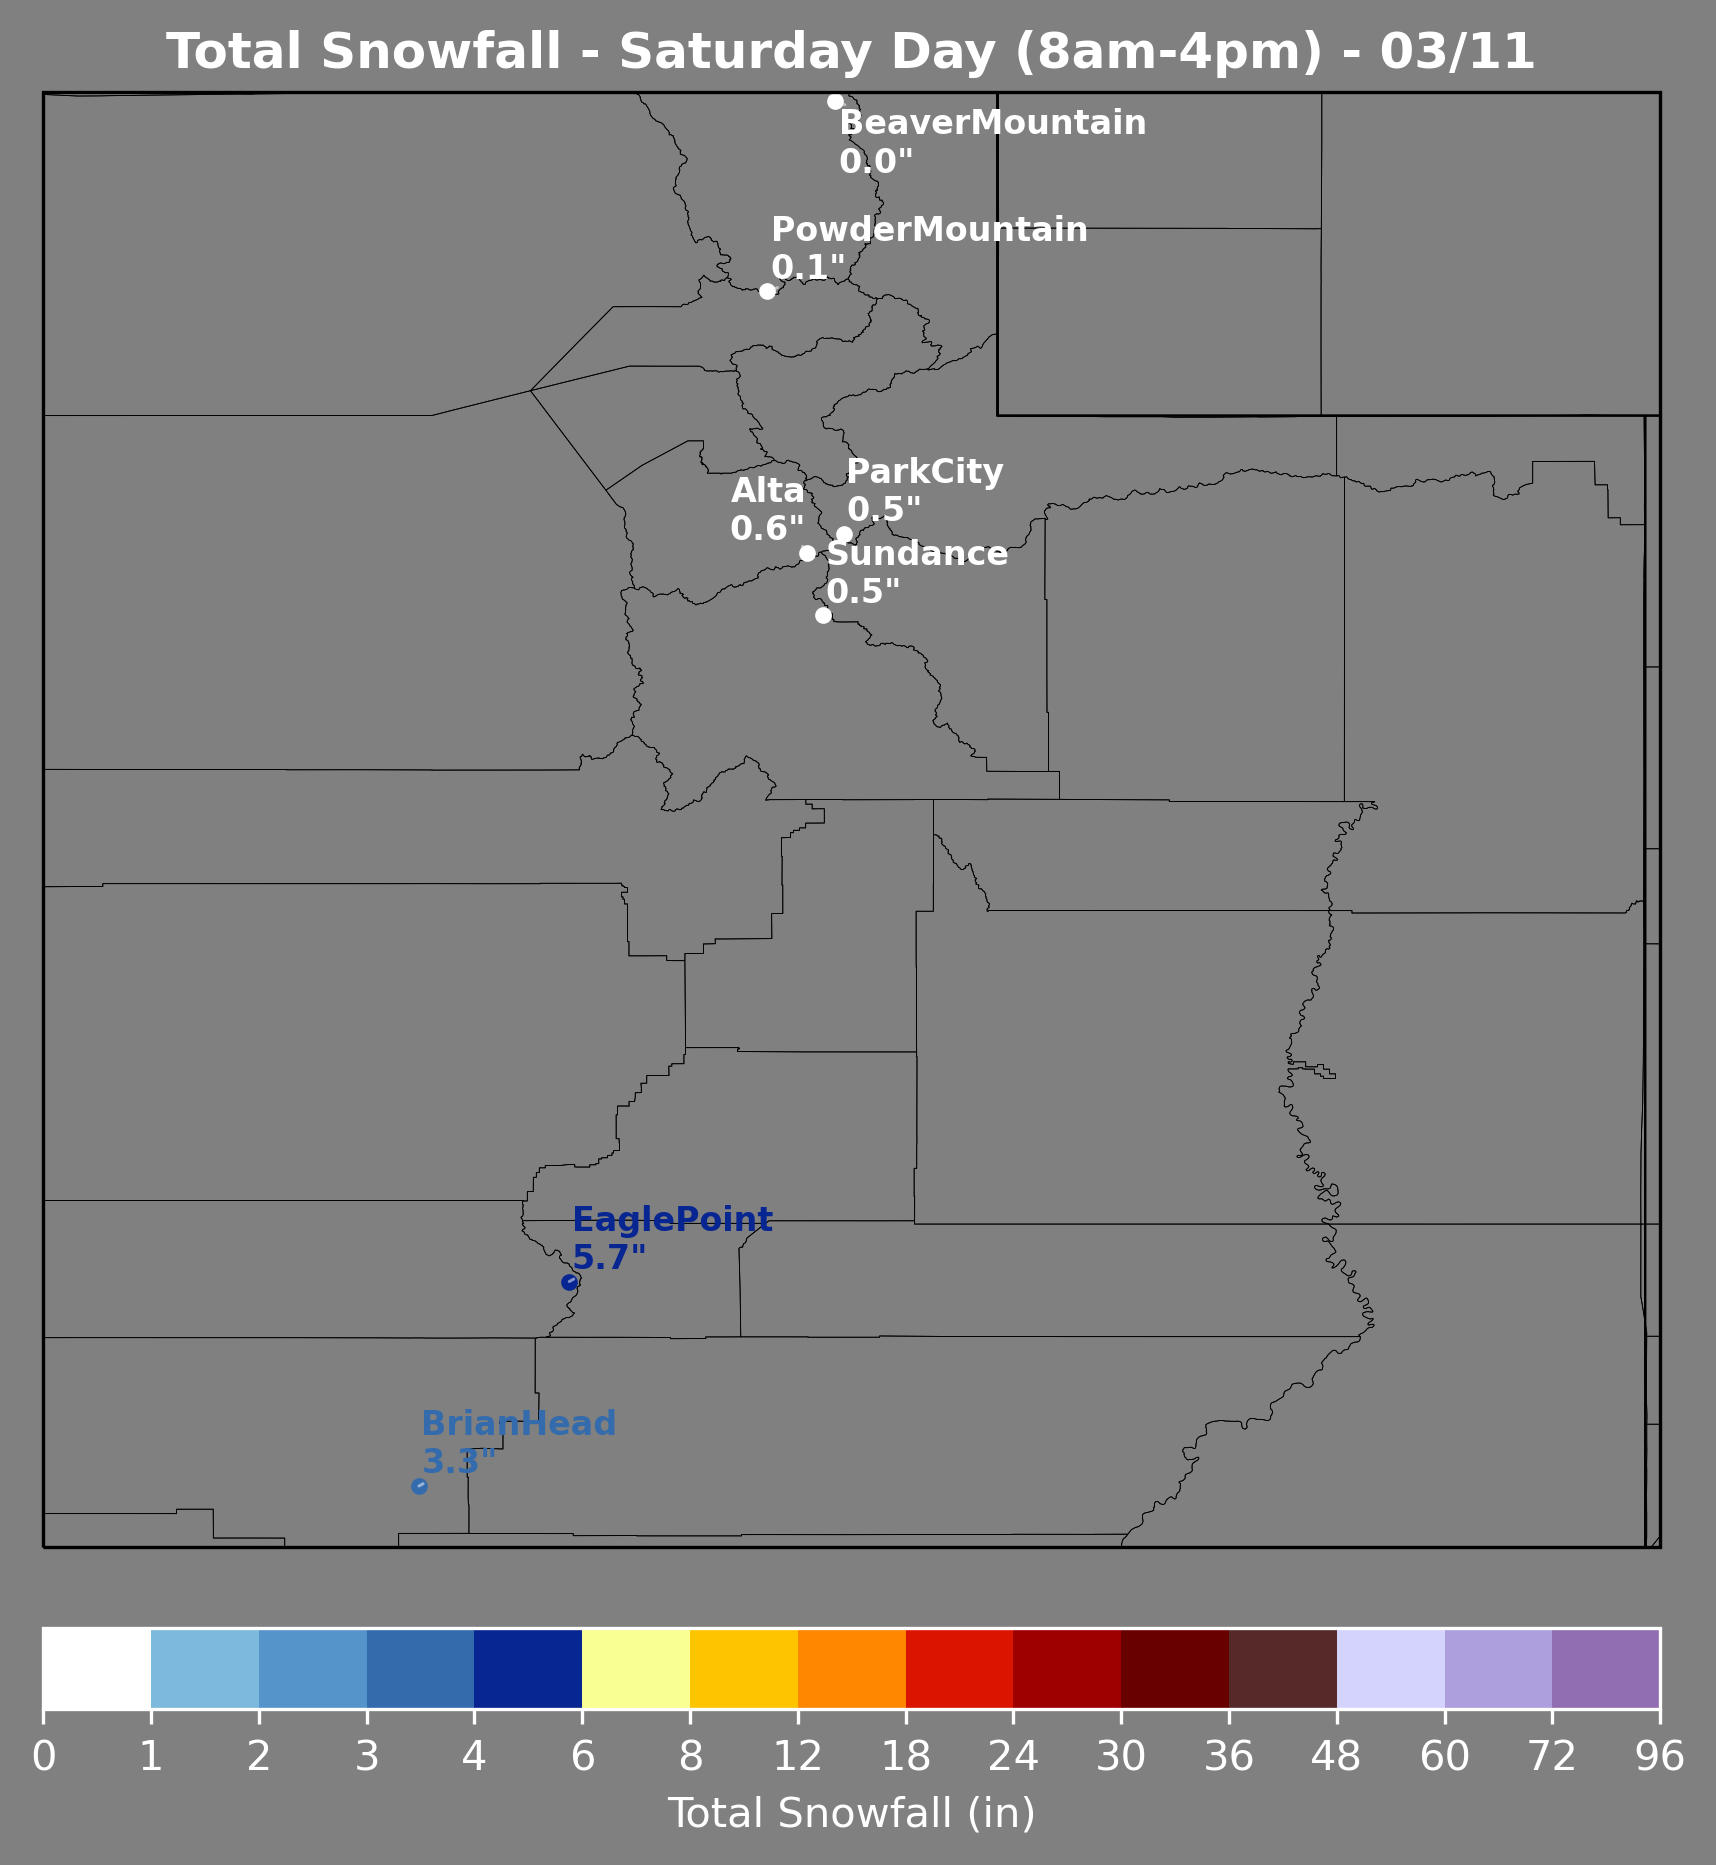 Total Snowfall - Saturday Day (8am-4pm) - 03/11
BeaverMountain
0.0"
PowderMountain
0.1"
ParkCity
0.5"
Alta
0.6"
Sundance
0.5"
EaglePoint
5.7"
BrianHead
3.3"
0 1 2 3 4 6 8 12 18 24 30 36 48 60 72 96
Total Snowfall (in)